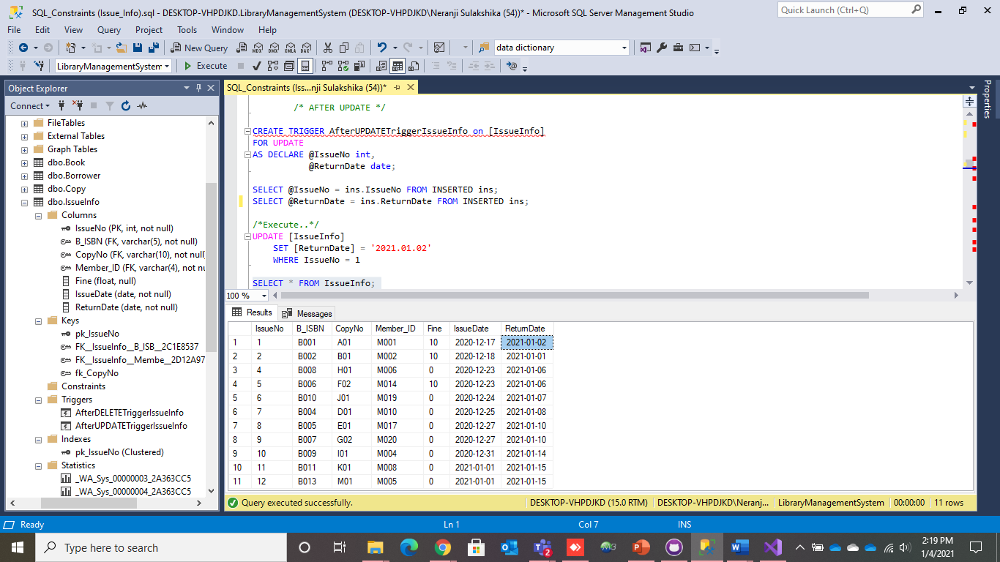 SQL_Constraints (Issue_Info).sql - DESKTOP-VHPDJKD.LibraryManagementSystem (DESKTOP-VHPDJKD\Neranji Sulakshika (54))* - Microsoft SQL Server Management Studio
Quick Launch (Ctrl+Q)
File Edit View Query Project Tools Window Help
New Query MDX DMX XMLA DAX data dictionary
LibraryManagementSystem Execute
Object Explorer
Connect
FileTables
External Tables
Graph Tables
dbo.Book
dbo.Borrower
dbo.Copy
dbo.IssueInfo
Columns
IssueNo (PK, int, not null)
B_ISBN (FK, varchar(5), not null)
CopyNo (FK, varchar(10), not null
Member_ID (FK, varchar(4), not nu
Fine (float, null)
IssueDate (date, not null)
ReturnDate (date, not null)
Keys
pk_IssueNo
FK__IssueInfo__B_ISB__2C1E8537
FK__IssueInfo__Membe__2D12A97
fk_CopyNo
Constraints
Triggers
AfterDELETETriggerIssueInfo
AfterUPDATETriggerIssueInfo
Indexes
pk_IssueNo (Clustered)
Statistics
_WA_Sys_00000003_2A363CC5
_WA_Sys_00000004_2A363CC5
SQL_Constraints (Iss...nji Sulakshika (54))*
/* AFTER UPDATE */
CREATE TRIGGER AfterUPDATETriggerIssueInfo on [IssueInfo]
FOR UPDATE
AS DECLARE @IssueNo int,
@ReturnDate date;
SELECT @IssueNo = ins.IssueNo FROM INSERTED ins;
SELECT @ReturnDate = ins.ReturnDate FROM INSERTED ins;
/*Execute..*/
UPDATE [IssueInfo]
SET [ReturnDate] = '2021.01.02'
WHERE IssueNo = 1
SELECT * FROM IssueInfo;
100 %
Results Messages
IssueNo B_ISBN CopyNo Member_ID Fine IssueDate ReturnDate
1 1 B001 A01 M001 10 2020-12-17 2021-01-02
2 2 B002 B01 M002 10 2020-12-18 2021-01-01
3 4 B008 H01 M006 0 2020-12-23 2021-01-06
4 5 B006 F02 M014 10 2020-12-23 2021-01-06
5 6 B010 J01 M019 0 2020-12-24 2021-01-07
6 7 B004 D01 M010 0 2020-12-25 2021-01-08
7 8 B005 E01 M017 0 2020-12-27 2021-01-10
8 9 B007 G02 M020 0 2020-12-27 2021-01-10
9 10 B009 I01 M004 0 2020-12-31 2021-01-14
10 11 B011 K01 M008 0 2021-01-01 2021-01-15
11 12 B013 M01 M005 0 2021-01-01 2021-01-15
Query executed successfully. DESKTOP-VHPDJKD (15.0 RTM) DESKTOP-VHPDJKD\Neranj... LibraryManagementSystem 00:00:00 11 rows
Properties
Ready Ln 1 Col 7 INS
Type here to search
2:19 PM
1/4/2021